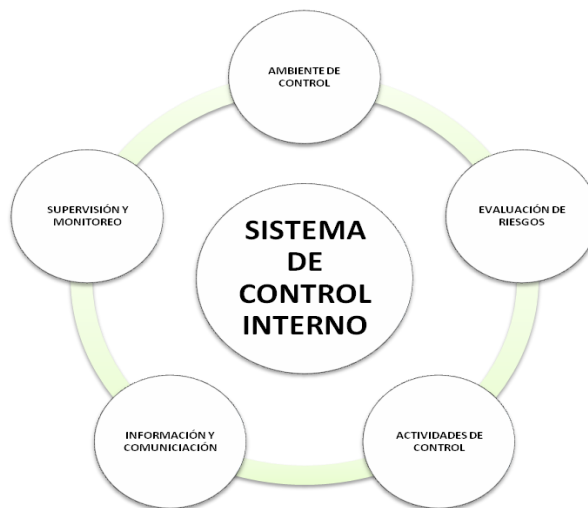 AMBIENTE DE
CONTROL
SUPERVISIÓN Y
MONITOREO
EVALUACIÓN DE
RIESGOS
SISTEMA
DE
CONTROL
INTERNO
INFORMACIÓN Y
COMUNICIACIÓN
ACTIVIDADES DE
CONTROL